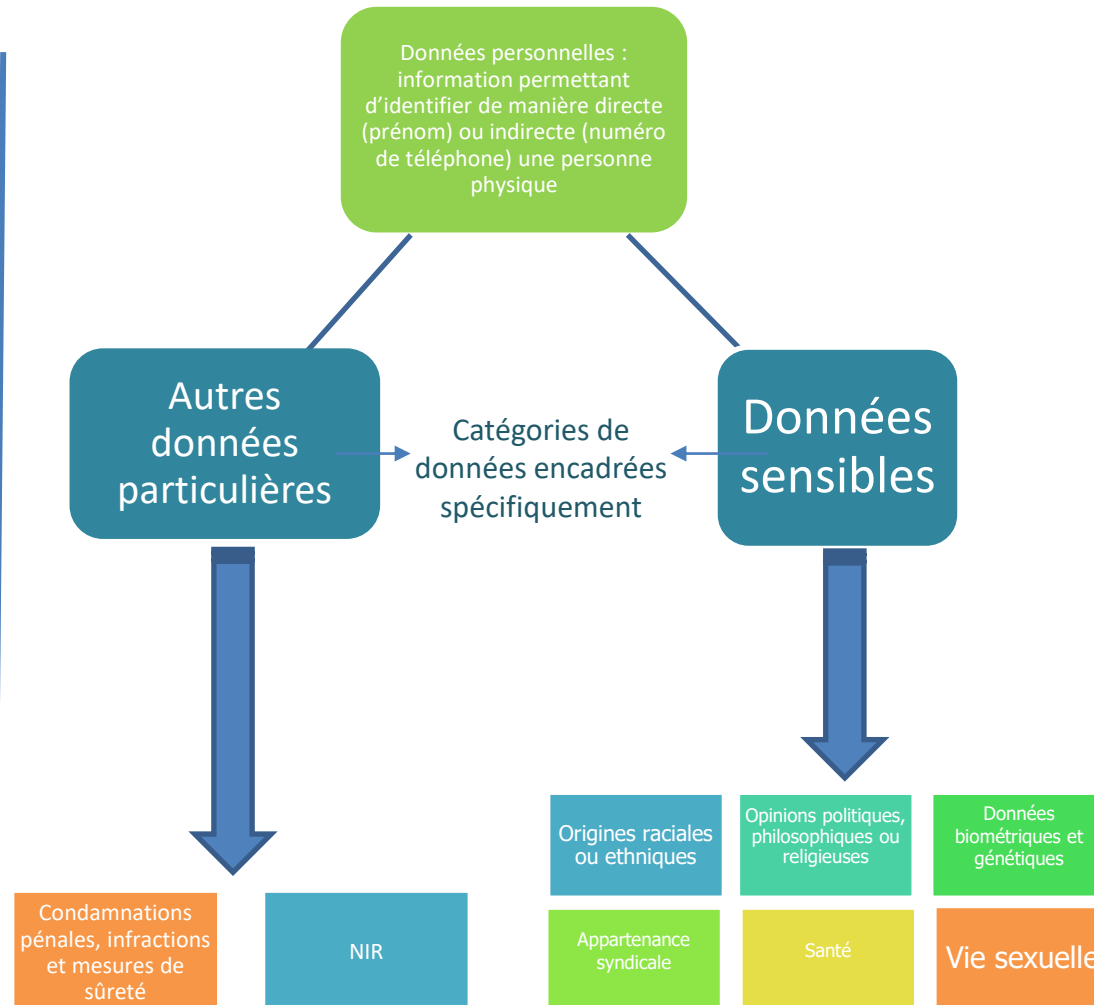 Données personnelles :
information permettant
d’identifier de manière directe
(prénom) ou indirecte (numéro
de téléphone) une personne
physique
Autres
données
particulières
Catégories de
données encadrées
spécifiquement
Données
sensibles
Origines raciales
ou ethniques
Opinions politiques,
philosophiques ou
religieuses
Données
biométriques et
génétiques
Condamnations
pénales, infractions
et mesures de
sûreté
NIR
Appartenance
syndicale
Santé
Vie sexuelle